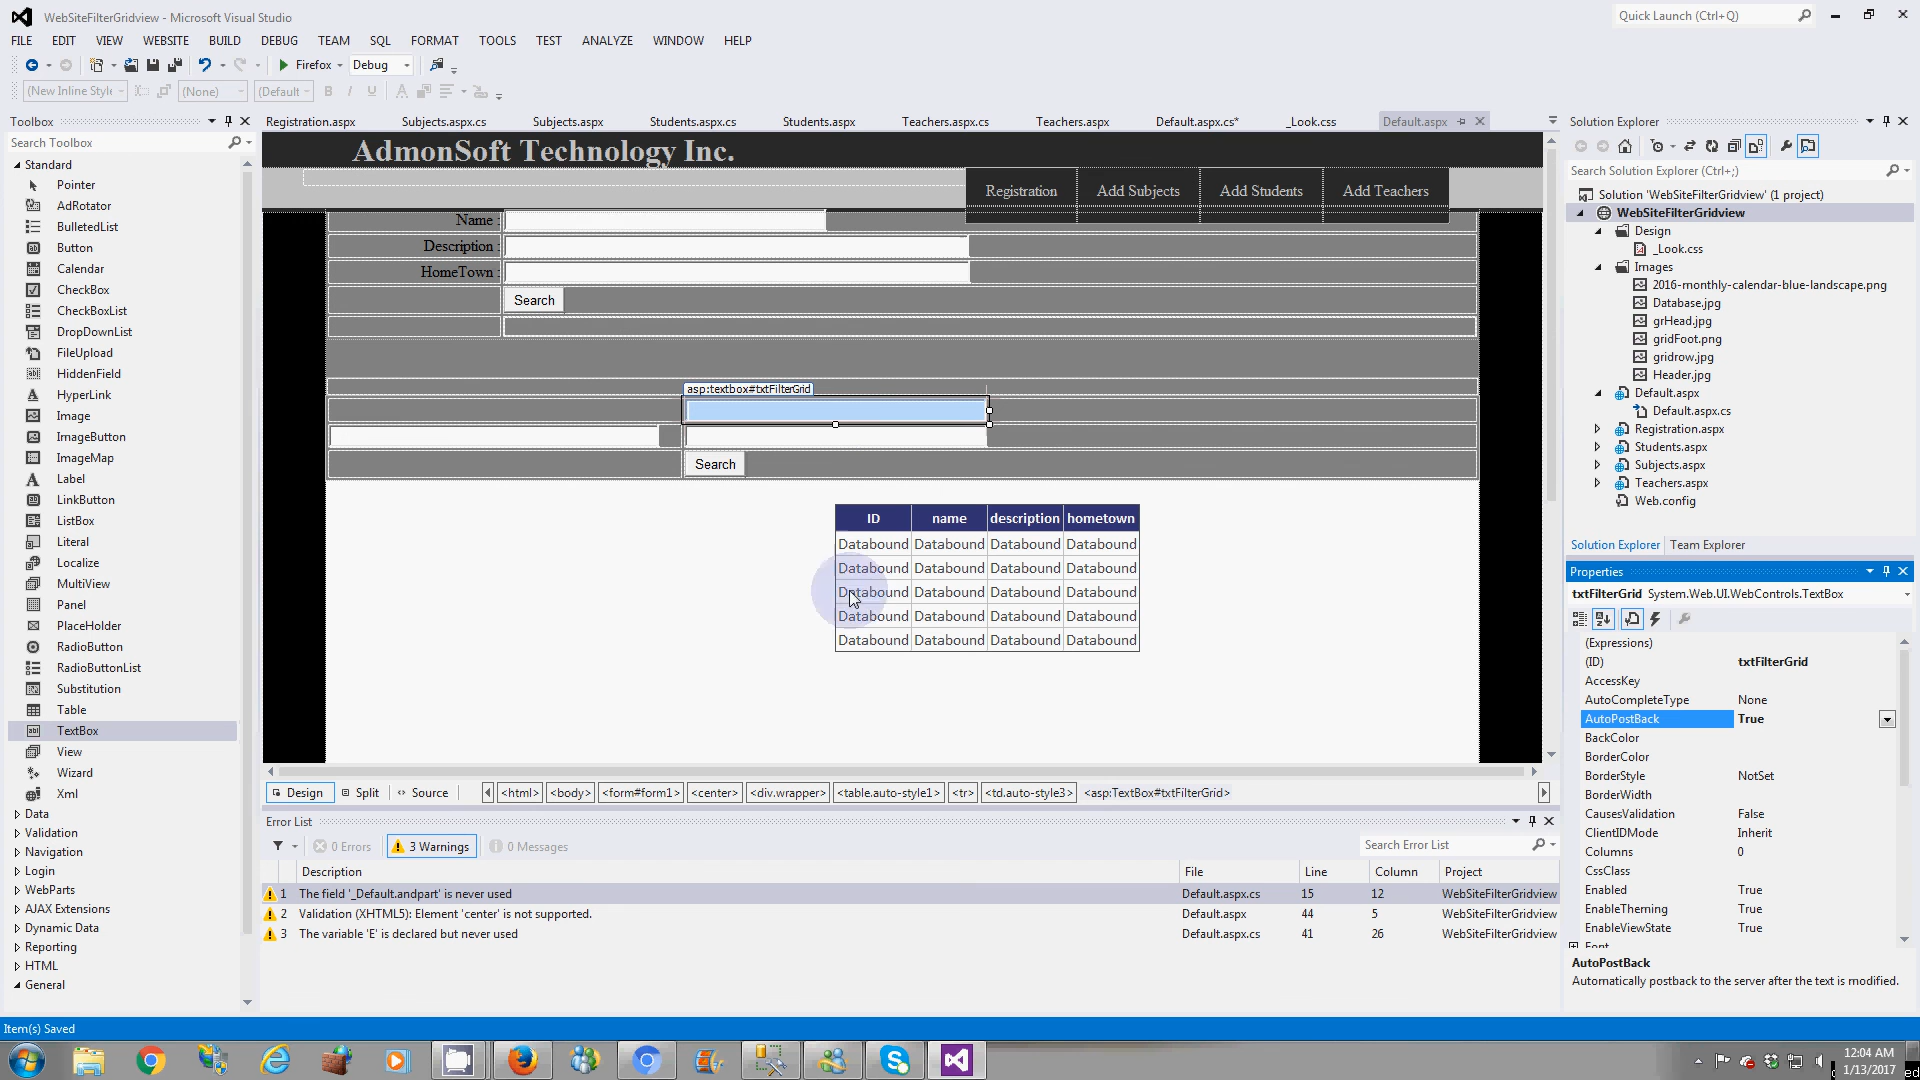 WebSiteFilterGridview - Microsoft Visual Studio
Quick Launch (Ctrl+Q)
FILE EDIT VIEW WEBSITE BUILD DEBUG TEAM SQL FORMAT TOOLS TEST ANALYZE WINDOW HELP
Firefox Debug
(New Inline Style (None) (Default B I U A
Toolbox
Search Toolbox
Standard
Pointer
AdRotator
BulletedList
Button
Calendar
CheckBox
CheckBoxList
DropDownList
FileUpload
HiddenField
HyperLink
Image
ImageButton
ImageMap
Label
LinkButton
ListBox
Literal
Localize
MultiView
Panel
PlaceHolder
RadioButton
RadioButtonList
Substitution
Table
TextBox
View
Wizard
Xml
Data
Validation
Navigation
Login
WebParts
AJAX Extensions
Dynamic Data
Reporting
HTML
General
Registration.aspx Subjects.aspx.cs Subjects.aspx Students.aspx.cs Students.aspx Teachers.aspx.cs Teachers.aspx Default.aspx.cs* _Look.css Default.aspx
AdmonSoft Technology Inc.
Registration Add Subjects Add Students Add Teachers
Name :
Description :
HomeTown :
Search
asp:textbox#txtFilterGrid
Search
ID name description hometown
Databound Databound Databound Databound
Databound Databound Databound Databound
Databound Databound Databound Databound
Databound Databound Databound Databound
Databound Databound Databound Databound
Design Split Source <html> <body> <form#form1> <center> <div.wrapper> <table.auto-style1> <tr> <td.auto-style3> <asp:TextBox#txtFilterGrid>
Error List
0 Errors 3 Warnings 0 Messages
Search Error List
Description File Line Column Project
1 The field '_Default.andpart' is never used Default.aspx.cs 15 12 WebSiteFilterGridview
2 Validation (XHTML5): Element 'center' is not supported. Default.aspx 44 5 WebSiteFilterGridview
3 The variable 'E' is declared but never used Default.aspx.cs 41 26 WebSiteFilterGridview
Solution Explorer
Search Solution Explorer (Ctrl+;)
Solution 'WebSiteFilterGridview' (1 project)
WebSiteFilterGridview
Design
_Look.css
Images
2016-monthly-calendar-blue-landscape.png
Database.jpg
grHead.jpg
gridFoot.png
gridrow.jpg
Header.jpg
Default.aspx
Default.aspx.cs
Registration.aspx
Students.aspx
Subjects.aspx
Teachers.aspx
Web.config
Solution Explorer Team Explorer
Properties
txtFilterGrid System.Web.UI.WebControls.TextBox
(Expressions)
(ID) txtFilterGrid
AccessKey
AutoCompleteType None
AutoPostBack True
BackColor
BorderColor
BorderStyle NotSet
BorderWidth
CausesValidation False
ClientIDMode Inherit
Columns 0
CssClass
Enabled True
EnableTheming True
EnableViewState True
Font
AutoPostBack
Automatically postback to the server after the text is modified.
Item(s) Saved
12:04 AM
1/13/2017